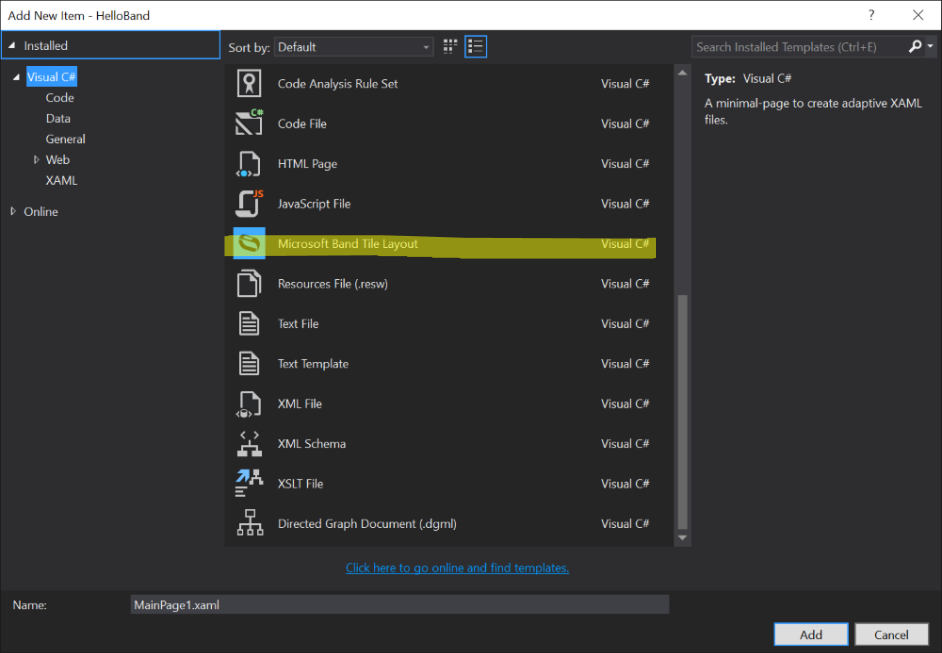 Add New Item - HelloBand
?
Installed
Sort by: Default
Search Installed Templates (Ctrl+E)
Visual C#
Code
Data
General
Web
XAML
Online
Code Analysis Rule Set Visual C#
C#
Code File Visual C#
HTML Page Visual C#
JS
JavaScript File Visual C#
Microsoft Band Tile Layout Visual C#
Resources File (.resw) Visual C#
Text File Visual C#
Text Template Visual C#
XML File Visual C#
XML Schema Visual C#
XSLT File Visual C#
Directed Graph Document (.dgml) Visual C#
Click here to go online and find templates.
Type: Visual C#
A minimal-page to create adaptive XAML
files.
Name: MainPage1.xaml
Add
Cancel